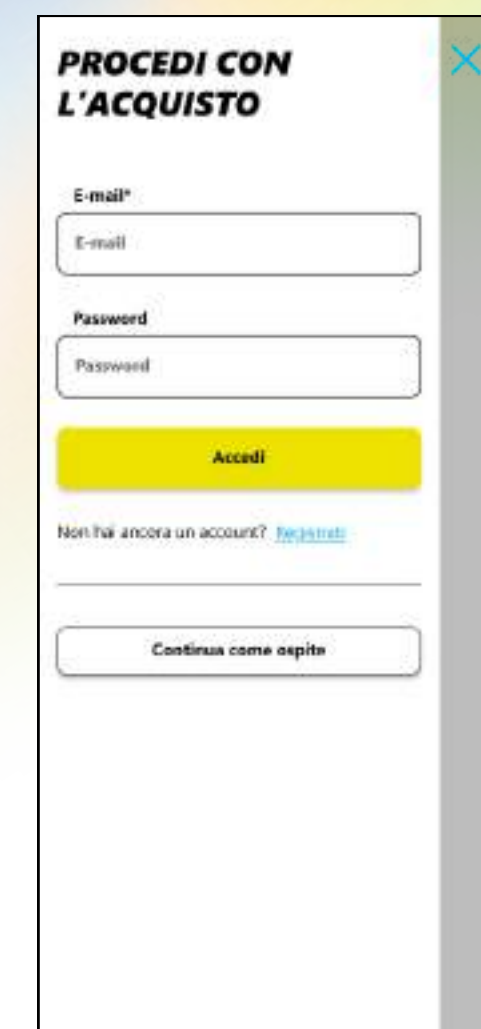 PROCEDI CON
L'ACQUISTO
E-mail*
E-mail
Password
Password
Accedi
Non hai ancora un account? Registrati
Continua come ospite